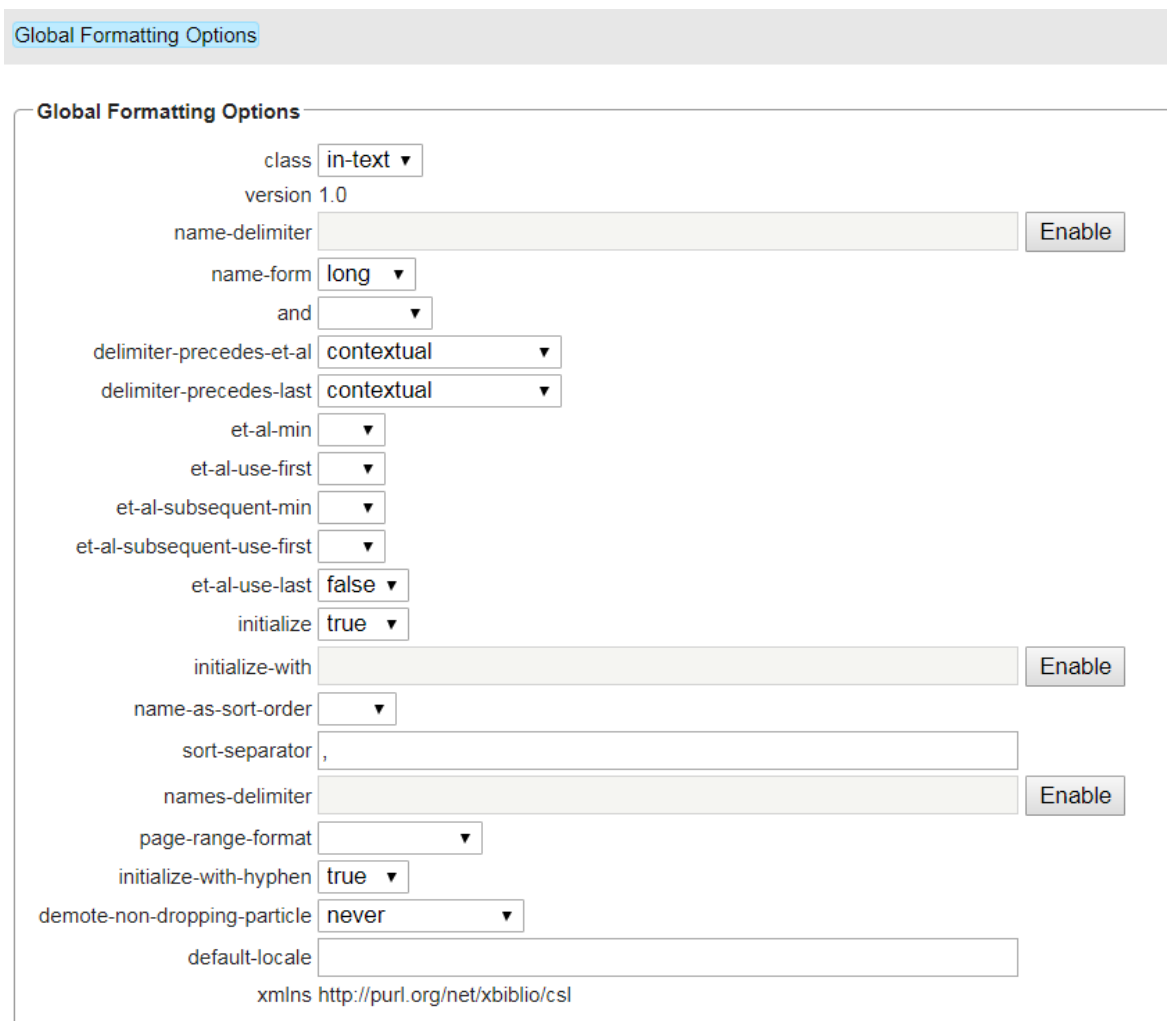 Global Formatting Options
Global Formatting Options
class in-text
version 1.0
name-delimiter Enable
name-form long
and
delimiter-precedes-et-al contextual
delimiter-precedes-last contextual
et-al-min
et-al-use-first
et-al-subsequent-min
et-al-subsequent-use-first
et-al-use-last false
initialize true
initialize-with Enable
name-as-sort-order
sort-separator ,
names-delimiter Enable
page-range-format
initialize-with-hyphen true
demote-non-dropping-particle never
default-locale
xmlns http://purl.org/net/xbiblio/csl